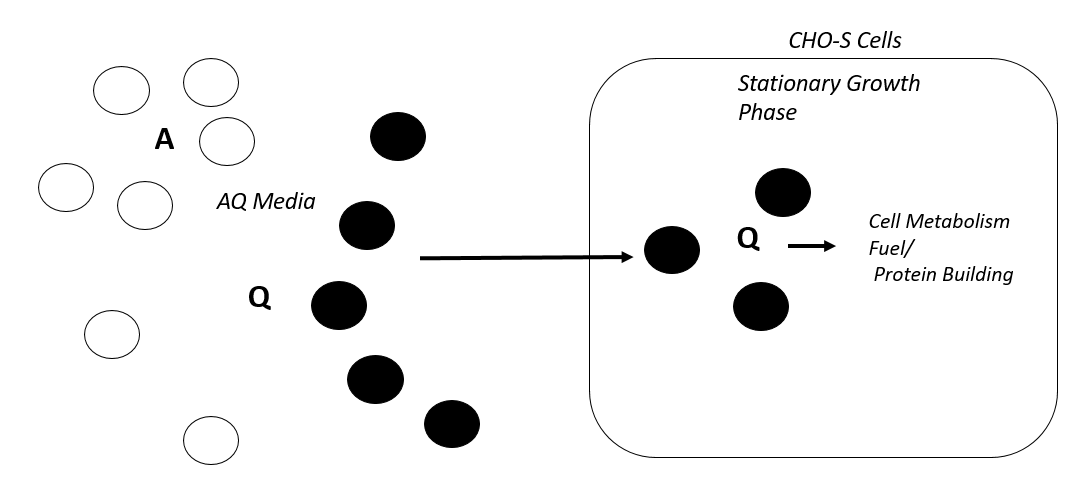 CHO-S Cells
Stationary Growth
Phase
A
AQ Media
Q
Q
Cell Metabolism
Fuel/
Protein Building